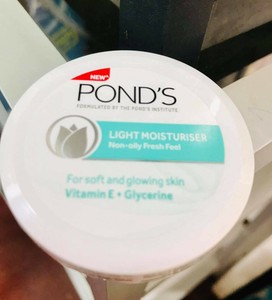 NEW*
POND'S
FORMULATED BY THE POND'S INSTITUTE
LIGHT MOISTURISER
Non-oily Fresh Feel
For soft and glowing skin
Vitamin E + Glycerine